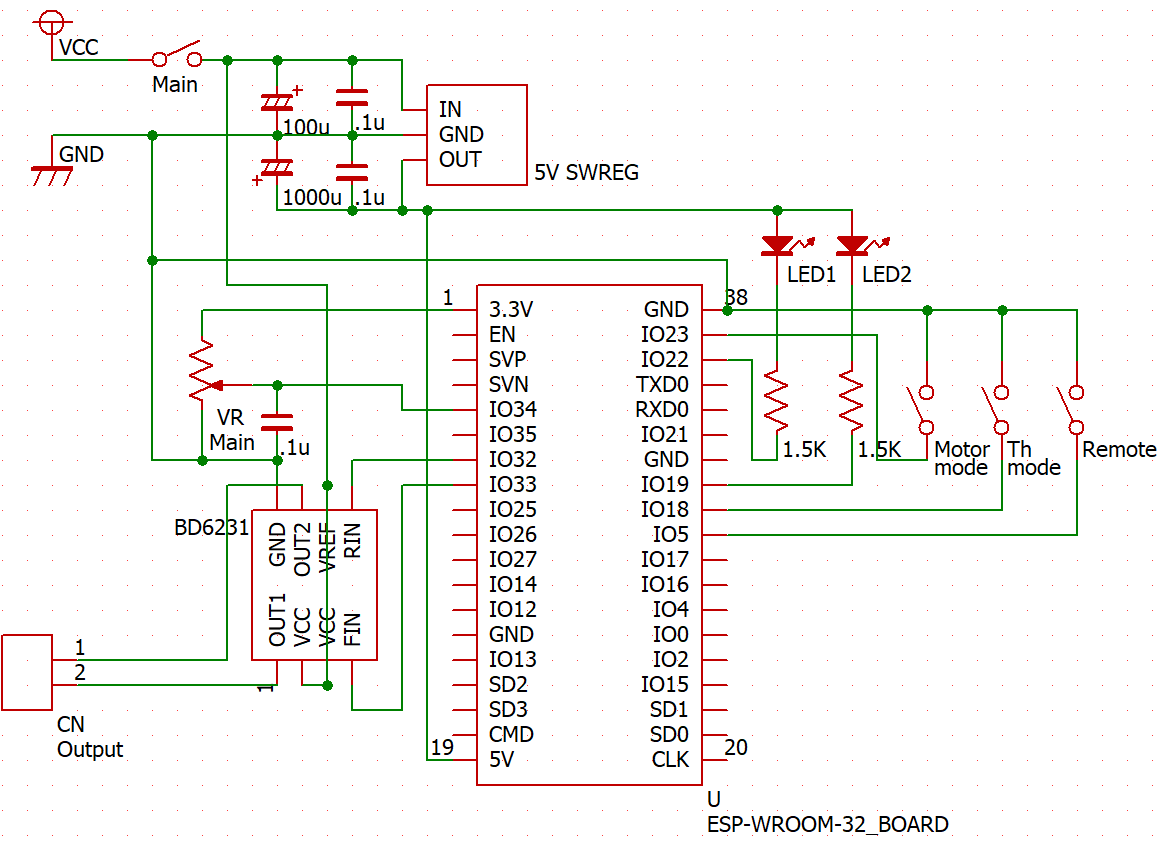 VCC
Main
+
100u
.1u
IN
GND
OUT
5V SWREG
GND
+
1000u
.1u
LED1
LED2
1
38
3.3V
EN
SVP
SVN
IO34
IO35
IO32
IO33
IO25
IO26
IO27
IO14
IO12
GND
IO13
SD2
SD3
CMD
5V
19
GND
IO23
IO22
TXD0
RXD0
IO21
GND
IO19
IO18
IO5
IO17
IO16
IO4
IO0
IO2
IO15
SD1
SD0
CLK
20
U
ESP-WROOM-32_BOARD
1.5K
1.5K
Motor
mode
Th
mode
Remote
VR
Main
.1u
BD6231
GND
OUT2
VREF
RIN
OUT1
VCC
VCC
FIN
1
1
2
CN
Output